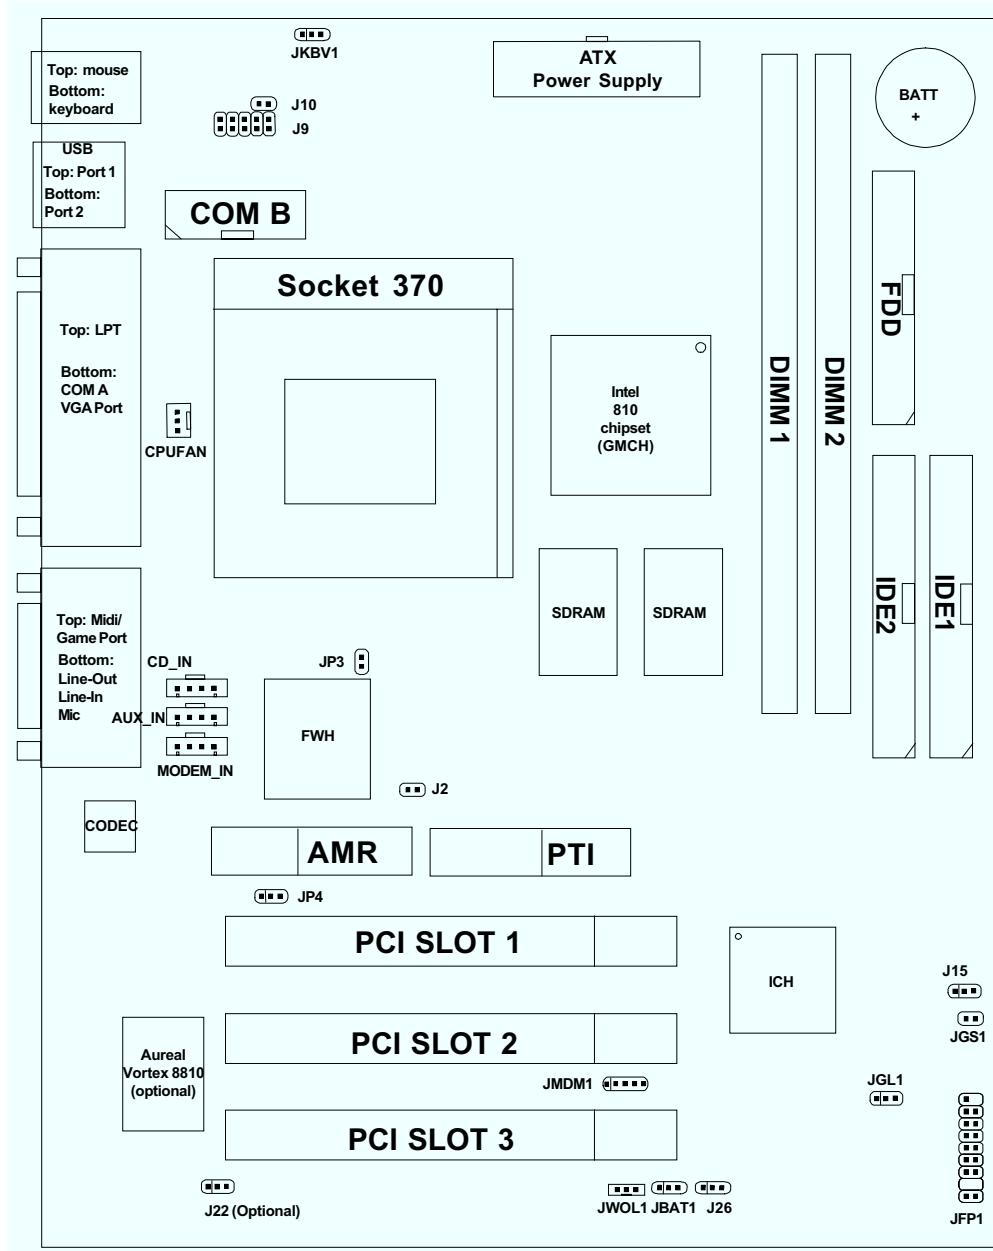 JKBV1
ATX
Power Supply
Top: mouse
Bottom:
keyboard
BATT
+
J10
J9
USB
Top: Port 1
Bottom:
Port 2
COM B
Socket 370
FDD
Top: LPT
Bottom:
COM A
VGA Port
CPUFAN
Intel
810
chipset
(GMCH)
DIMM 1
DIMM 2
IDE2
IDE1
SDRAM
SDRAM
Top: Midi/
Game Port
Bottom:
Line-Out
Line-In
Mic
CD_IN
JP3
AUX_IN
FWH
MODEM_IN
J2
CODEC
AMR
PTI
JP4
PCI SLOT 1
ICH
J15
JGS1
PCI SLOT 2
Aureal
Vortex 8810
(optional)
JMDM1
JGL1
PCI SLOT 3
J22 (Optional)
JWOL1
JBAT1
J26
JFP1